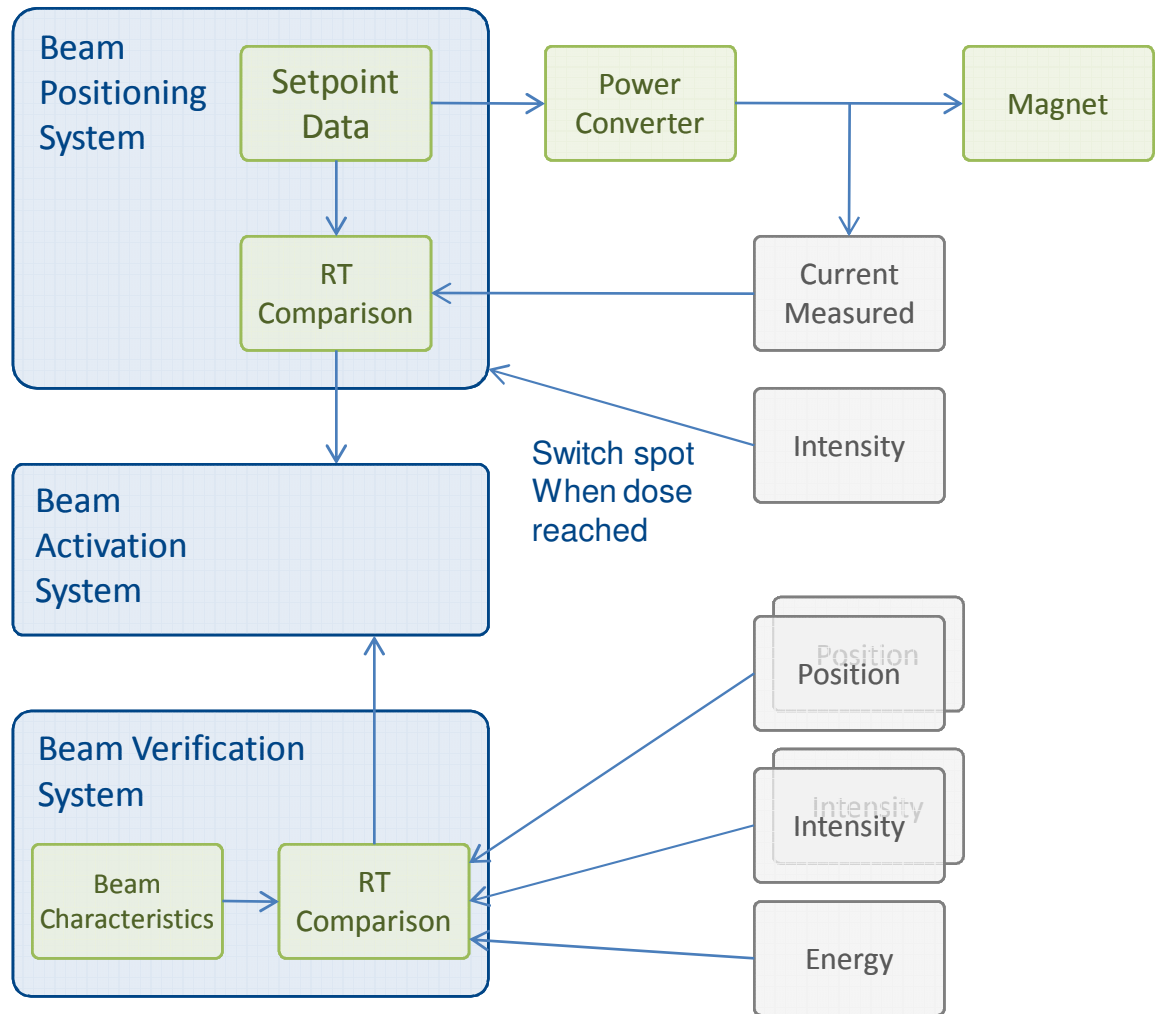 Beam
Positioning
System
Setpoint
Data
Power
Converter
Magnet
RT
Comparison
Current
Measured
Switch spot
When dose
reached
Intensity
Beam
Activation
System
Position
Position
Beam Verification
System
Intensity
Intensity
Beam
Characteristics
RT
Comparison
Energy